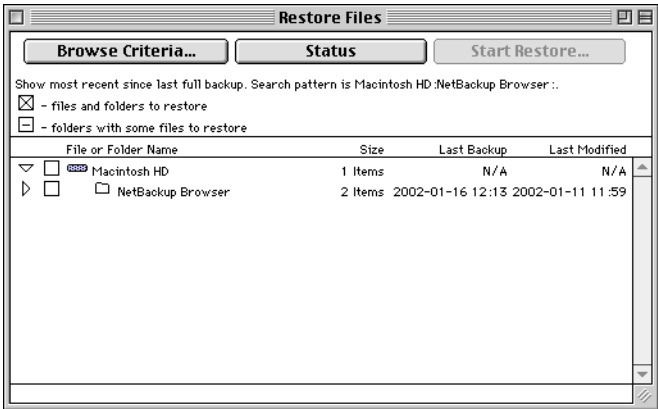 Restore Files
Browse Criteria... Status Start Restore...
Show most recent since last full backup. Search pattern is Macintosh HD:NetBackup Browser:.
- files and folders to restore
- folders with some files to restore
File or Folder Name Size Last Backup Last Modified
Macintosh HD 1 Items N/A N/A
NetBackup Browser 2 Items 2002-01-16 12:13 2002-01-11 11:59